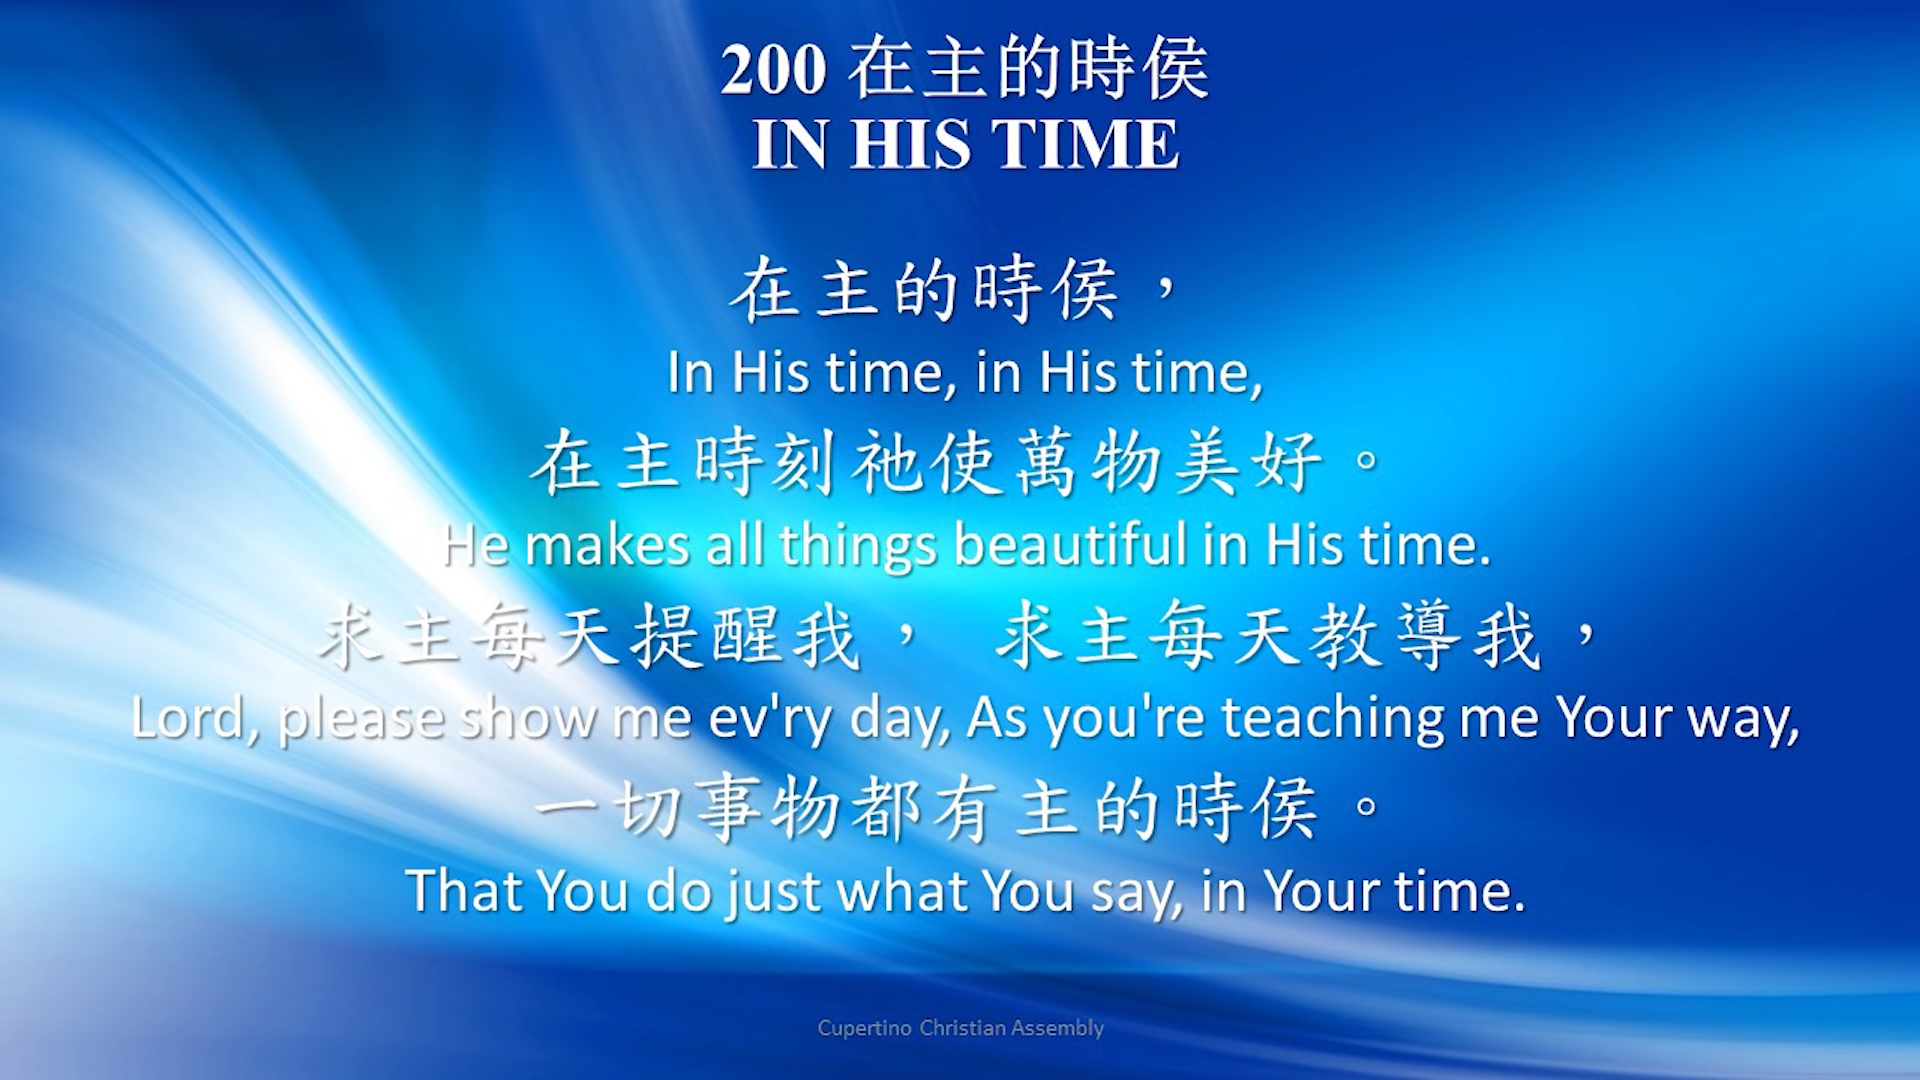 200 在主的時侯
IN HIS TIME
在主的時侯，
In His time, in His time,
在主時刻祂使萬物美好。
He makes all things beautiful in His time.
求主每天提醒我， 求主每天教導我，
Lord, please show me ev'ry day, As you're teaching me Your way,
一切事物都有主的時侯。
That You do just what You say, in Your time.
Cupertino Christian Assembly